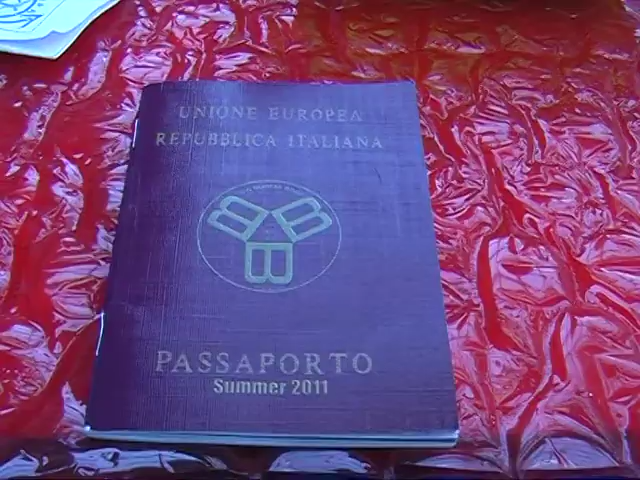 UNIONE EUROPEA
REPUBBLICA ITALIANA
B B
B
PASSAPORTO
Summer 2011